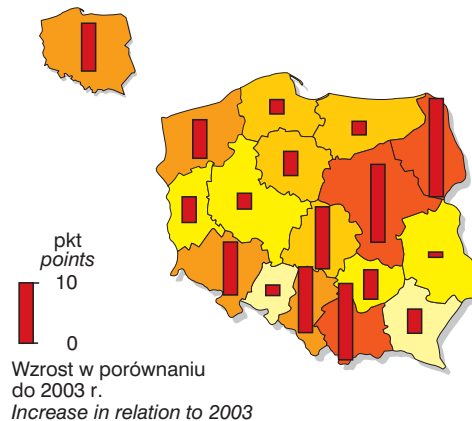 pkt
points
10
0
Wzrost w porównaniu
do 2003 r.
Increase in relation to 2003